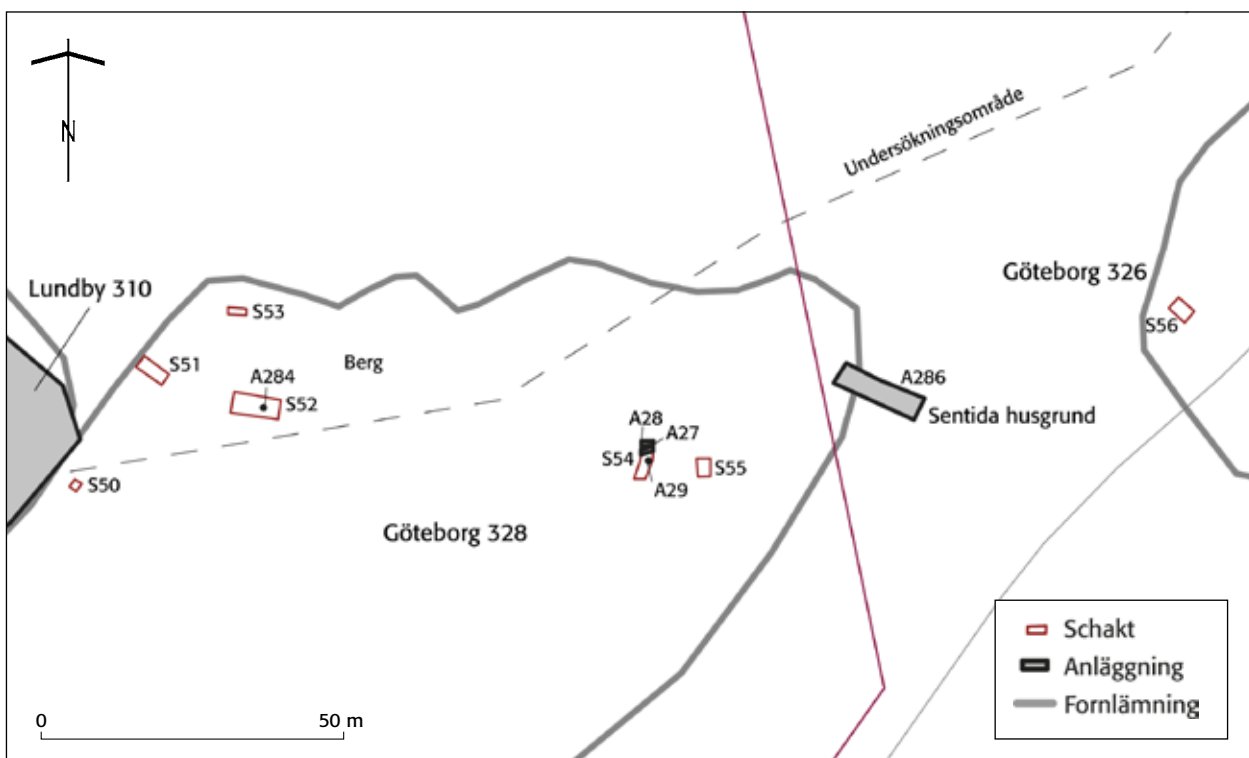 N
Undersökningsområde
Göteborg 326
Lundby 310
S53
S51
Berg
S56
A284
S52
A286
Sentida husgrund
A28
A27
S54
S55
A29
S50
Göteborg 328
Schakt
Anläggning
Fornlämning
0 50 m